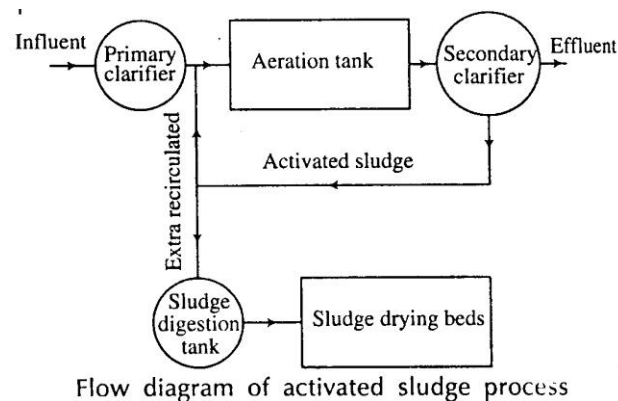 Influent
Primary
clarifier
Aeration tank
Secondary
clarifier
Effluent
Extra recirculated
Activated sludge
Sludge
digestion
tank
Sludge drying beds
Flow diagram of activated sludge process